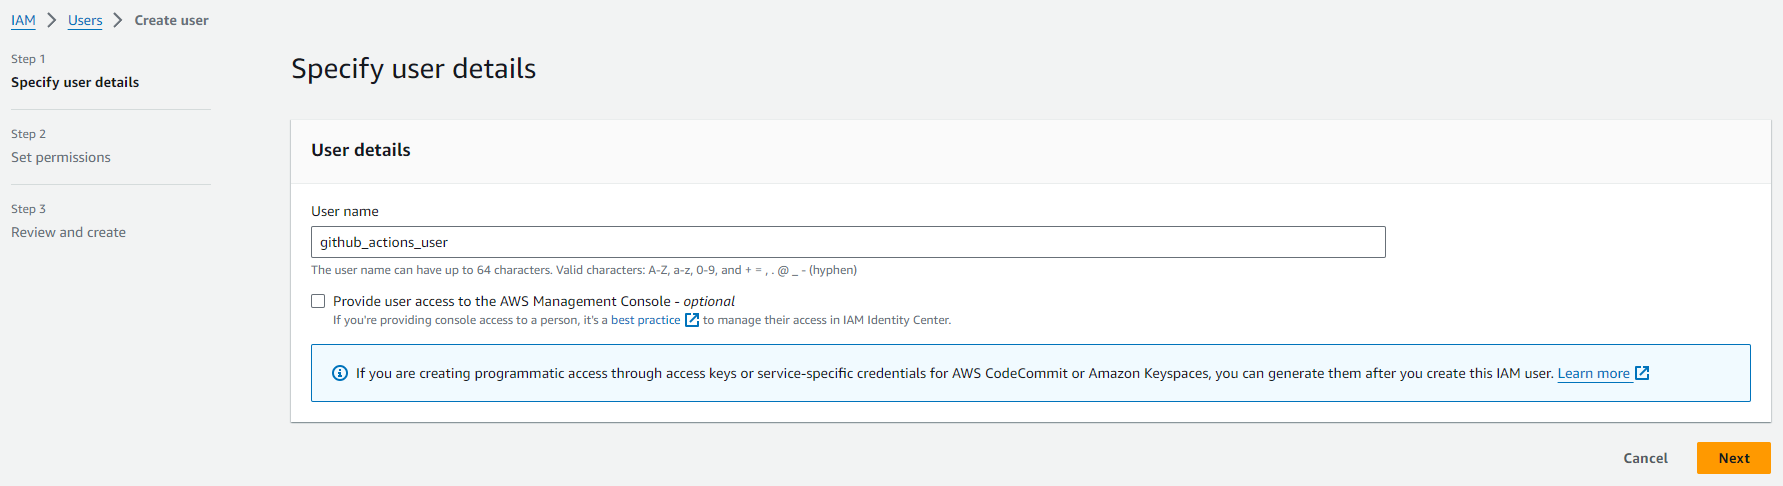 IAM > Users > Create user
Step 1
Specify user details
Step 2
Set permissions
Step 3
Review and create
Specify user details
User details
User name
github_actions_user
The user name can have up to 64 characters. Valid characters: A-Z, a-z, 0-9, and + = , . @ _ - (hyphen)
Provide user access to the AWS Management Console - optional
If you're providing console access to a person, it's a best practice to manage their access in IAM Identity Center.
If you are creating programmatic access through access keys or service-specific credentials for AWS CodeCommit or Amazon Keyspaces, you can generate them after you create this IAM user. Learn more
Cancel
Next